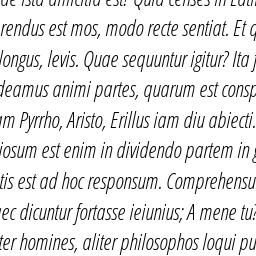 ista amicitia est? Quid censes in Latin
rendus est mos, modo recte sentiat. Et q
longus, levis. Quae sequuntur igitur? Ita
deamus animi partes, quarum est consp
am Pyrrho, Aristo, Erillus iam diu abiecti.
iosum est enim in dividendo partem in g
tis est ad hoc responsum. Comprehensu
ec dicuntur fortasse ieiunius; A mene tu?
ter homines, aliter philosophos loqui pu